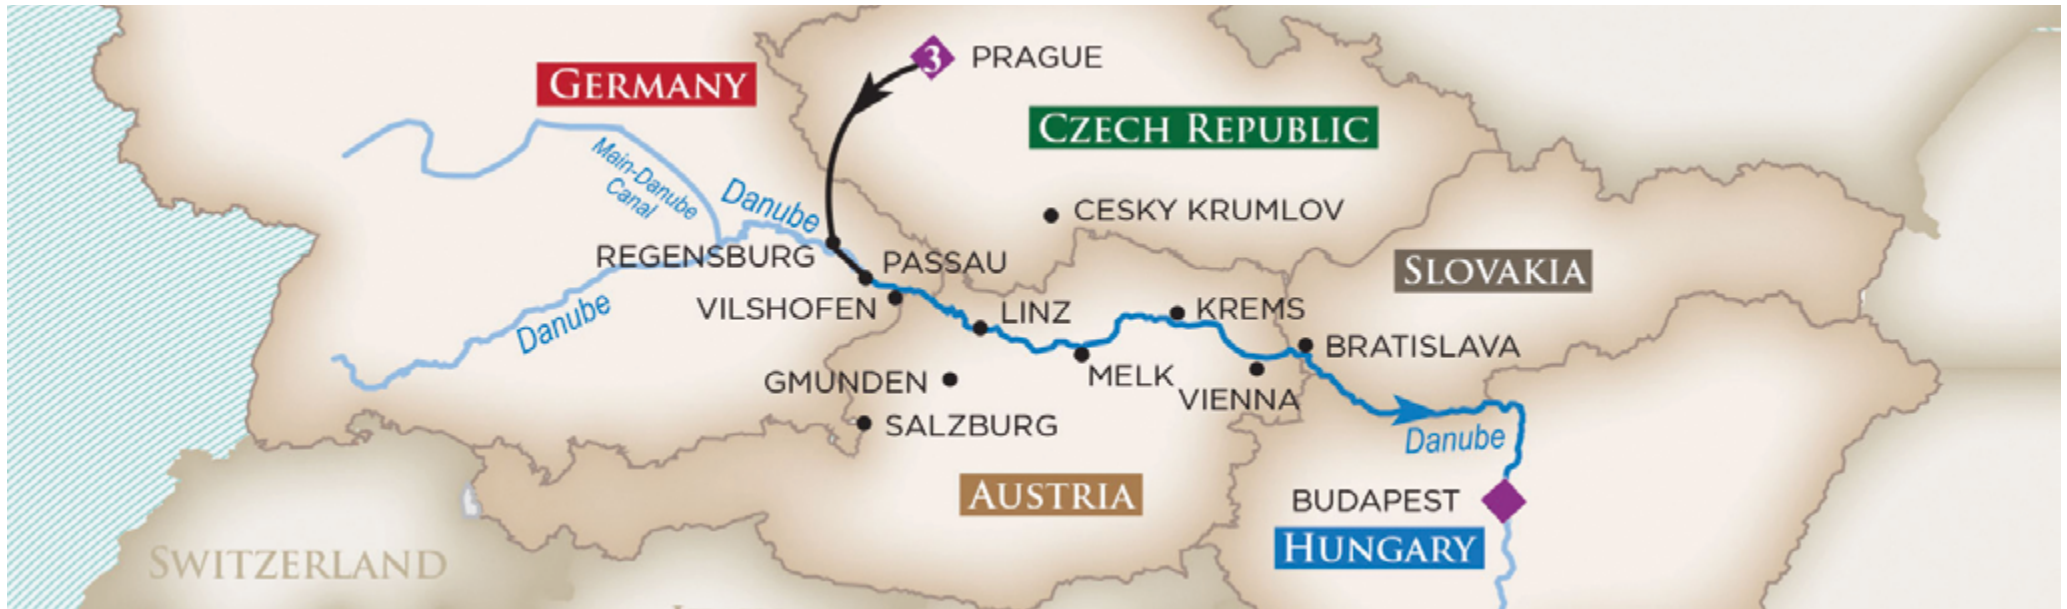 3 PRAGUE
GERMANY
CZECH REPUBLIC
Main-Danube
Canal
Danube
CESKY KRUMLOV
REGENSBURG
PASSAU
SLOVAKIA
VILSHOFEN
LINZ
KREMS
Danube
BRATISLAVA
GMUNDEN
MELK
VIENNA
SALZBURG
Danube
AUSTRIA
BUDAPEST
HUNGARY
SWITZERLAND